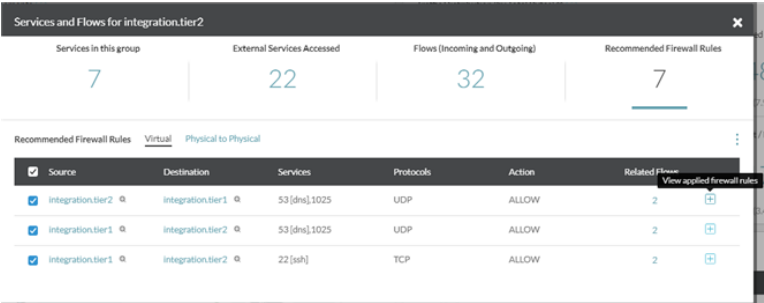 Services and Flows for integration.tier2
Services in this group External Services Accessed Flows (Incoming and Outgoing) Recommended Firewall Rules
7 22 32 7
Recommended Firewall Rules Virtual Physical to Physical
Source Destination Services Protocols Action Related Flows
View applied firewall rules
integration.tier2 integration.tier1 53 [dns],1025 UDP ALLOW 2
integration.tier1 integration.tier2 53 [dns],1025 UDP ALLOW 2
integration.tier1 integration.tier2 22 [ssh] TCP ALLOW 2